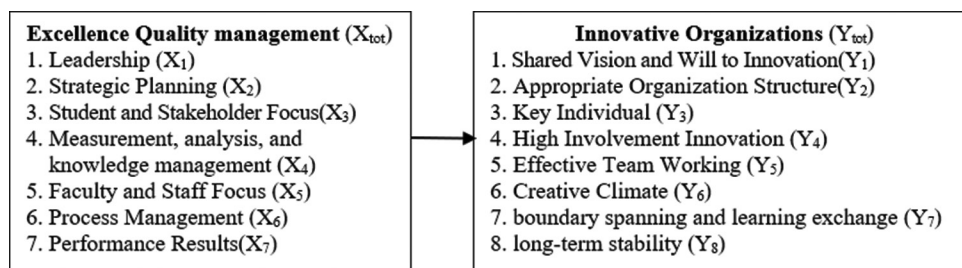 Excellence Quality management (Xtot)
1. Leadership (X1)
2. Strategic Planning (X2)
3. Student and Stakeholder Focus(X3)
4. Measurement, analysis, and
knowledge management (X4)
5. Faculty and Staff Focus (X5)
6. Process Management (X6)
7. Performance Results(X7)
Innovative Organizations (Ytot)
1. Shared Vision and Will to Innovation(Y1)
2. Appropriate Organization Structure(Y2)
3. Key Individual (Y3)
4. High Involvement Innovation (Y4)
5. Effective Team Working (Y5)
6. Creative Climate (Y6)
7. boundary spanning and learning exchange (Y7)
8. long-term stability (Y8)